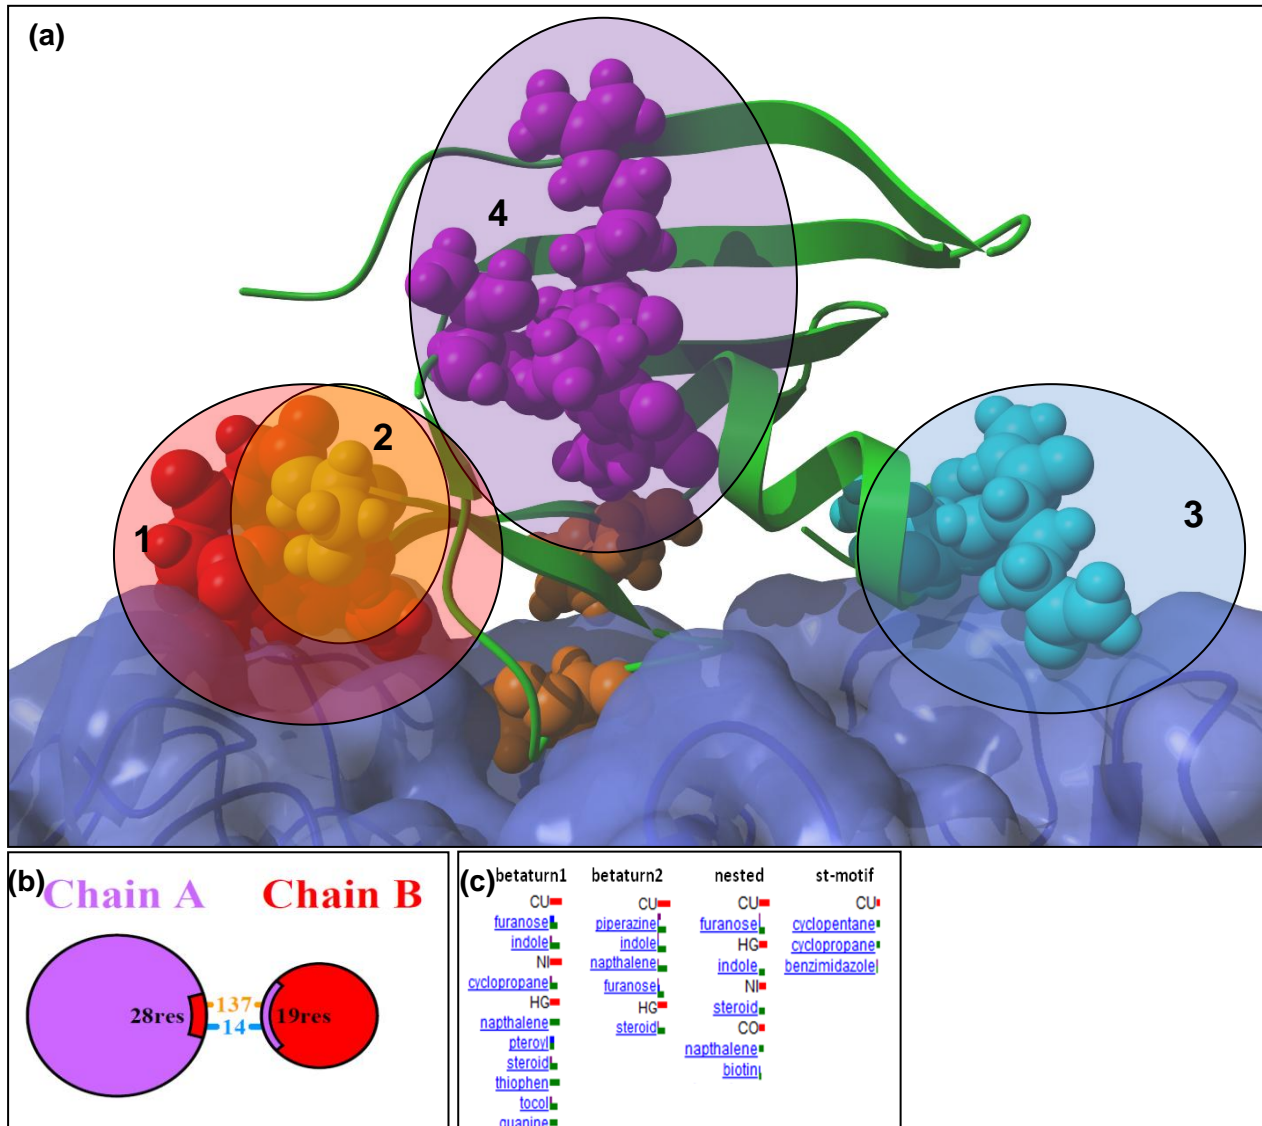 (a)
4
2
1
3
(b)
Chain A Chain B
28res 137 19res
14
(c)
betaturn1 betaturn2 nested st-motif
CU CU CU CU
furanose piperazine furanose cyclopentane
indole indole HG cyclopropane
NI napthalene indole benzimidazole
cyclopropane furanose NI
HG HG steroid
napthalene steroid CO
pteroyl napthalene
steroid biotin
thiophen
tocol
guanine